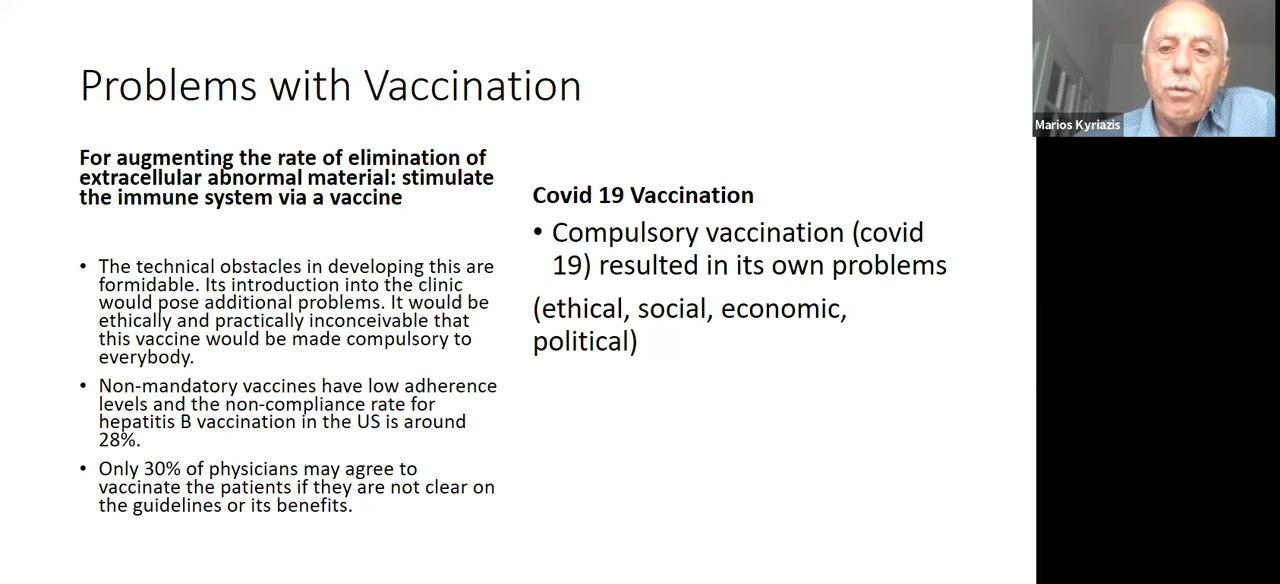 Problems with Vaccination
For augmenting the rate of elimination of
extracellular abnormal material: stimulate
the immune system via a vaccine
• The technical obstacles in developing this are
formidable. Its introduction into the clinic
would pose additional problems. It would be
ethically and practically inconceivable that
this vaccine would be made compulsory to
everybody.
• Non-mandatory vaccines have low adherence
levels and the non-compliance rate for
hepatitis B vaccination in the US is around
28%.
• Only 30% of physicians may agree to
vaccinate the patients if they are not clear on
the guidelines or its benefits.
Covid 19 Vaccination
• Compulsory vaccination (covid
19) resulted in its own problems
(ethical, social, economic,
political)
Marios Kyriazis